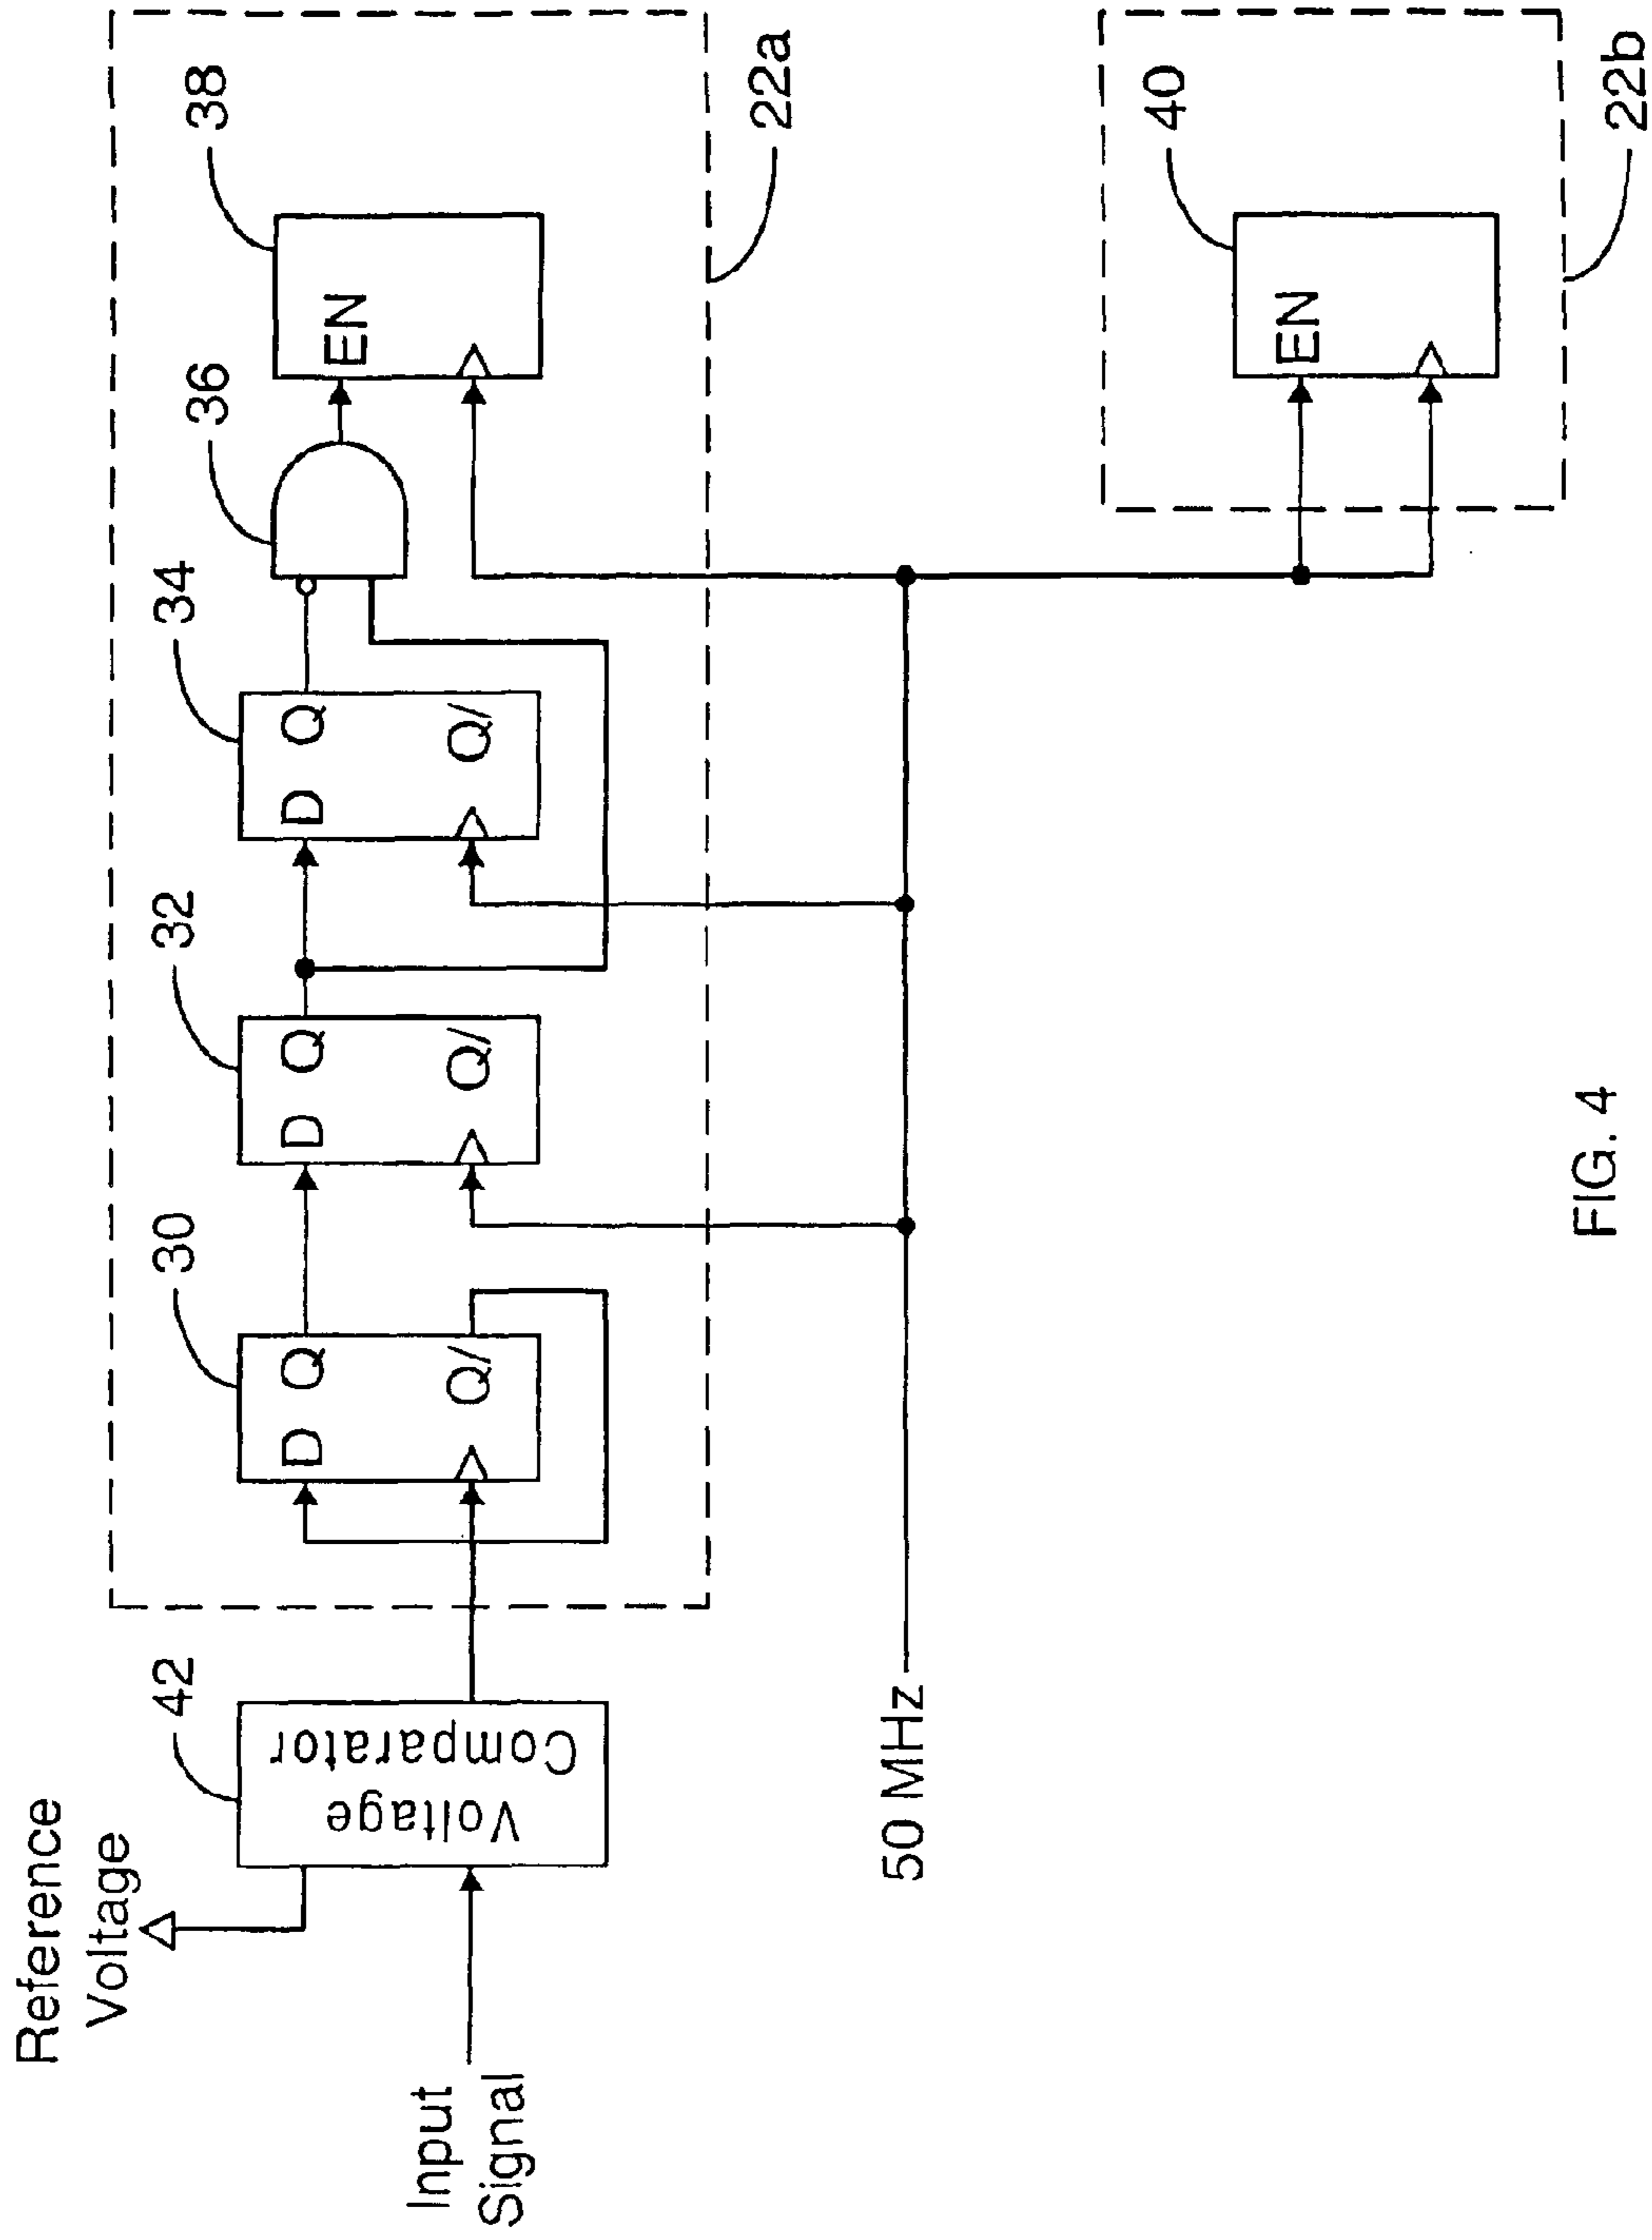 Reference
Voltage
Input
Signal
42
Voltage
Comparator
30
D Q
Q/
32
D Q
Q/
34
D Q
Q/
36
38
EN
22a
50 MHz
40
EN
22b
FIG. 4